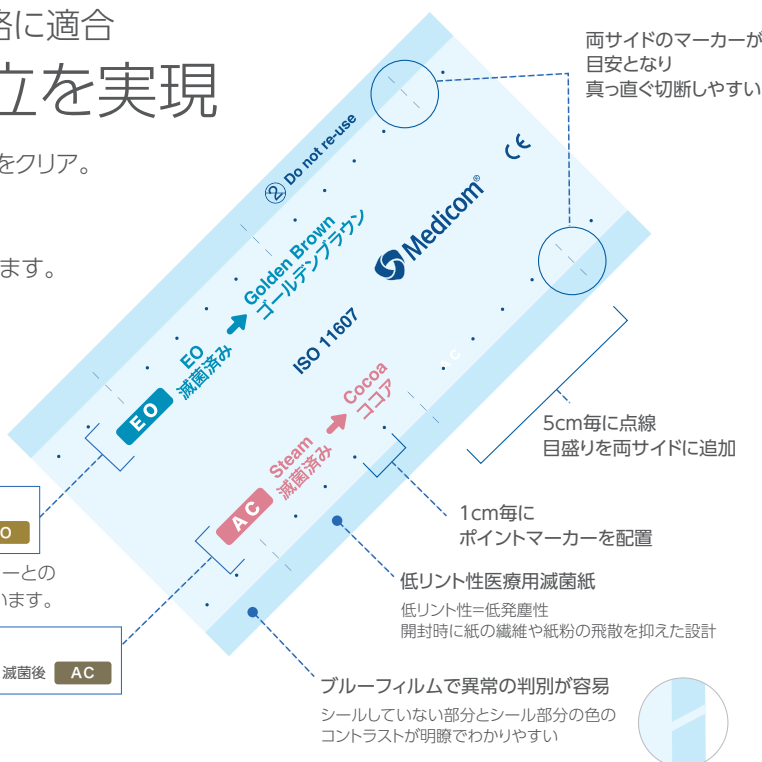 格に適合
立を実現
をクリア。
ます。
両サイドのマーカーが
目安となり
真っ直ぐ切断しやすい
② Do not re-use
Medicom®
CE
EO
EO
滅菌済み
Golden Brown
ゴールデンブラウン
ISO 11607
AC
Steam
滅菌済み
Cocoa
ココア
AC
5cm毎に点線
目盛りを両サイドに追加
1cm毎に
ポイントマーカーを配置
低リント性医療用滅菌紙
低リント性=低発塵性
開封時に紙の繊維や紙粉の飛散を抑えた設計
ブルーフィルムで異常の判別が容易
シールしていない部分とシール部分の色の
コントラストが明瞭でわかりやすい
O
ーとの
います。
滅菌後 AC